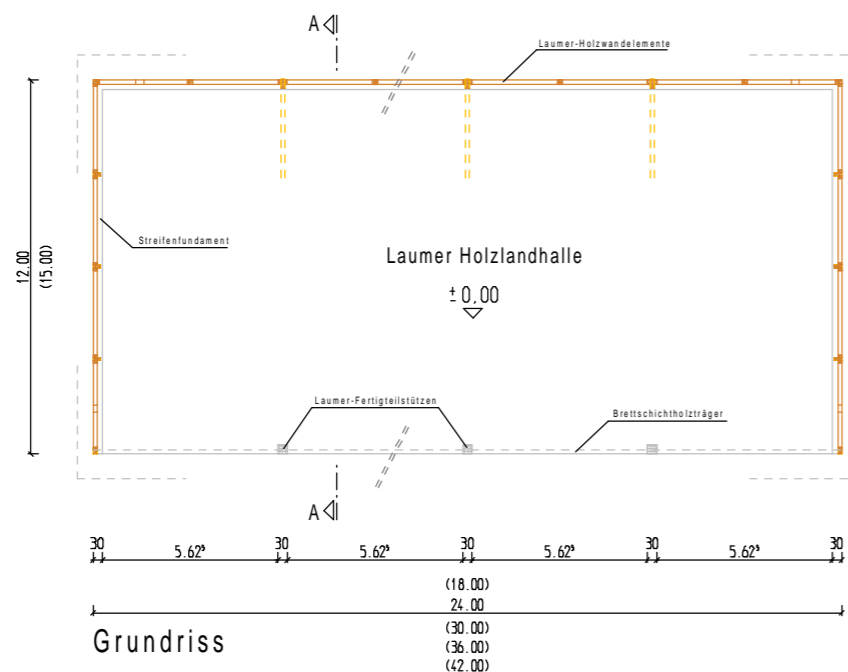 A
Laumer-Holzwandelemente
Streifenfundament
12.00
(15.00)
Laumer Holzlandhalle
± 0,00
Laumer-Fertigteilstützen
Brettschichtholzträger
A
30 5.62⁵ 30 5.62⁵ 30 5.62⁵ 30 5.62⁵ 30
(18.00)
24.00
(30.00)
(36.00)
(42.00)
Grundriss